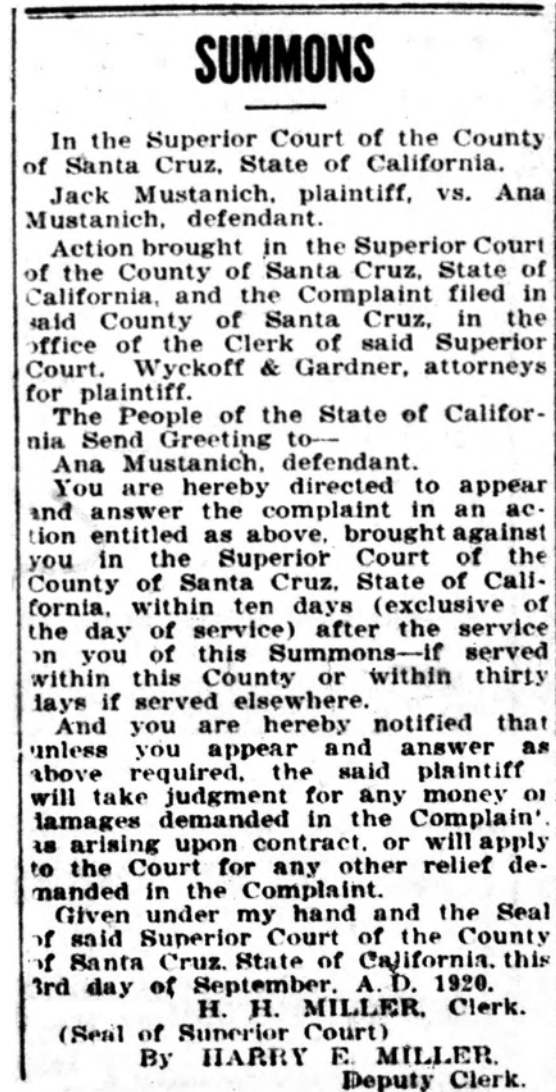 SUMMONS
In the Superior Court of the County
of Santa Cruz, State of California.
Jack Mustanich, plaintiff, vs. Ana
Mustanich, defendant.
Action brought in the Superior Court
of the County of Santa Cruz, State of
California, and the Complaint filed in
said County of Santa Cruz, in the
office of the Clerk of said Superior
Court. Wyckoff & Gardner, attorneys
for plaintiff.
The People of the State of Califor-
nia Send Greeting to—
Ana Mustanich, defendant.
You are hereby directed to appear
and answer the complaint in an ac-
tion entitled as above, brought against
you in the Superior Court of the
County of Santa Cruz, State of Cali-
fornia, within ten days (exclusive of
the day of service) after the service
on you of this Summons—if served
within this County or within thirty
days if served elsewhere.
And you are hereby notified that
unless you appear and answer as
above required, the said plaintiff
will take judgment for any money or
damages demanded in the Complaint,
as arising upon contract, or will apply
to the Court for any other relief de-
manded in the Complaint.
Given under my hand and the Seal
of said Superior Court of the County
of Santa Cruz, State of California, this
3rd day of September, A. D. 1920.
H. H. MILLER, Clerk.
(Seal of Superior Court)
By HARRY E. MILLER,
Deputy Clerk.